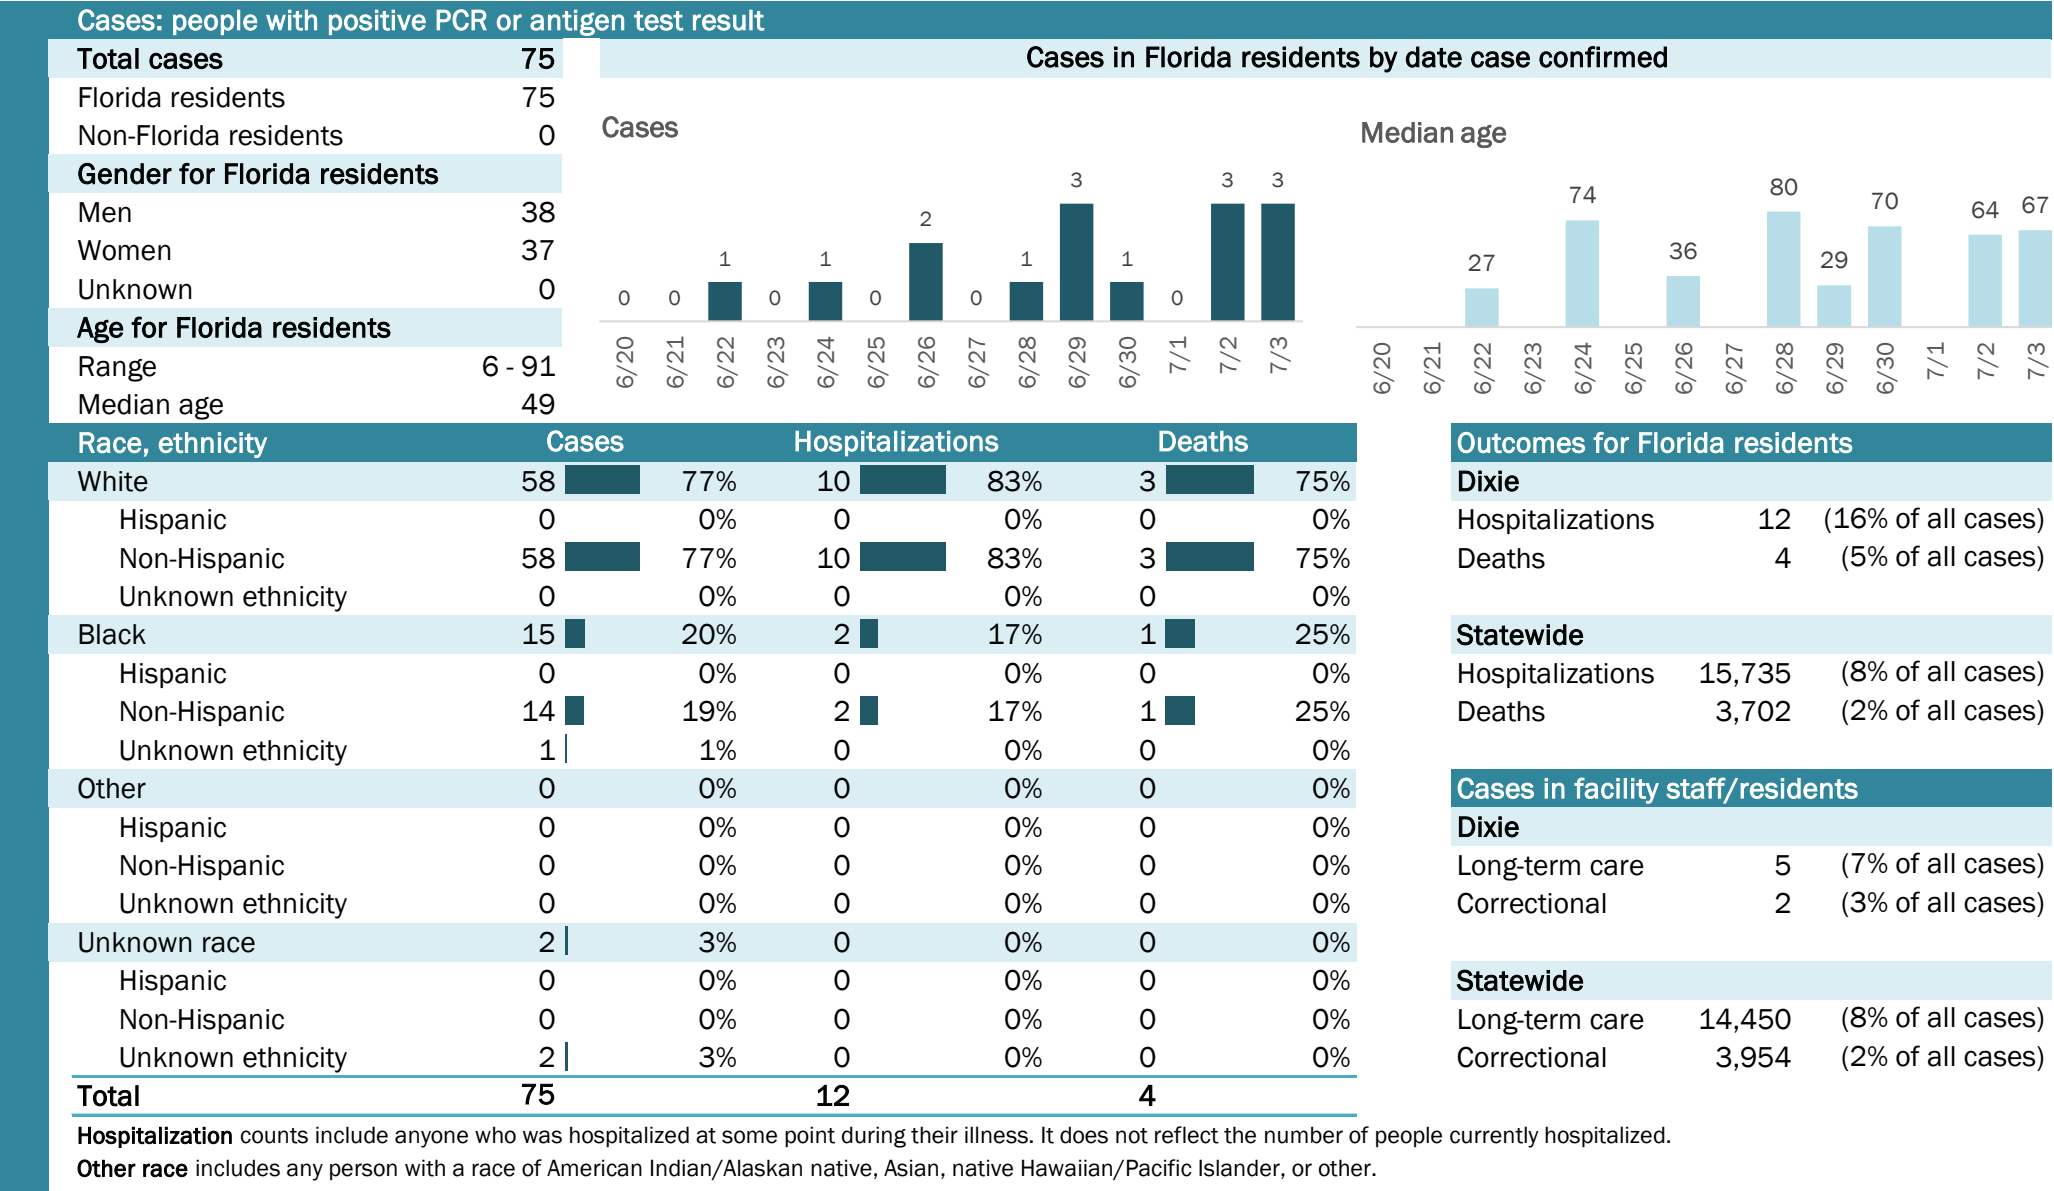 Cases: people with positive PCR or antigen test result
Total cases 75
Florida residents 75
Non-Florida residents 0
Gender for Florida residents
Men 38
Women 37
Unknown 0
Age for Florida residents
Range 6 - 91
Median age 49
Cases in Florida residents by date case confirmed
Cases
0 0 1 0 1 0 2 0 1 3 1 0 3 3
6/20 6/21 6/22 6/23 6/24 6/25 6/26 6/27 6/28 6/29 6/30 7/1 7/2 7/3
Median age
27 74 36 80 29 70 64 67
6/20 6/21 6/22 6/23 6/24 6/25 6/26 6/27 6/28 6/29 6/30 7/1 7/2 7/3
Race, ethnicity Cases Hospitalizations Deaths
White 58 77% 10 83% 3 75%
Hispanic 0 0% 0 0% 0 0%
Non-Hispanic 58 77% 10 83% 3 75%
Unknown ethnicity 0 0% 0 0% 0 0%
Black 15 20% 2 17% 1 25%
Hispanic 0 0% 0 0% 0 0%
Non-Hispanic 14 19% 2 17% 1 25%
Unknown ethnicity 1 1% 0 0% 0 0%
Other 0 0% 0 0% 0 0%
Hispanic 0 0% 0 0% 0 0%
Non-Hispanic 0 0% 0 0% 0 0%
Unknown ethnicity 0 0% 0 0% 0 0%
Unknown race 2 3% 0 0% 0 0%
Hispanic 0 0% 0 0% 0 0%
Non-Hispanic 0 0% 0 0% 0 0%
Unknown ethnicity 2 3% 0 0% 0 0%
Total 75 12 4
Outcomes for Florida residents
Dixie
Hospitalizations 12 (16% of all cases)
Deaths 4 (5% of all cases)
Statewide
Hospitalizations 15,735 (8% of all cases)
Deaths 3,702 (2% of all cases)
Cases in facility staff/residents
Dixie
Long-term care 5 (7% of all cases)
Correctional 2 (3% of all cases)
Statewide
Long-term care 14,450 (8% of all cases)
Correctional 3,954 (2% of all cases)
Hospitalization counts include anyone who was hospitalized at some point during their illness. It does not reflect the number of people currently hospitalized.
Other race includes any person with a race of American Indian/Alaskan native, Asian, native Hawaiian/Pacific Islander, or other.